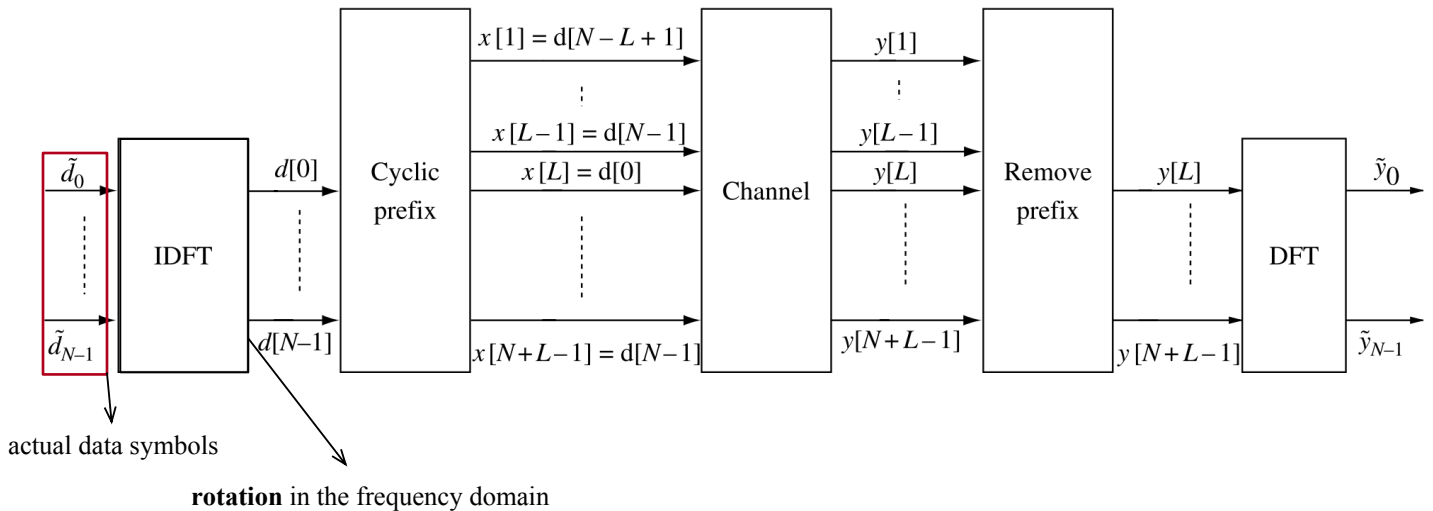 x[1] = d[N – L + 1]
y[1]
x[L–1] = d[N–1]
y[L–1]
d̃₀
d[0]
Cyclic
prefix
x[L] = d[0]
Channel
y[L]
Remove
prefix
y[L]
ỹ₀
IDFT
DFT
d̃_{N–1}
d[N–1]
x[N+L–1] = d[N–1]
y[N+L–1]
y[N+L–1]
ỹ_{N–1}
actual data symbols
rotation in the frequency domain